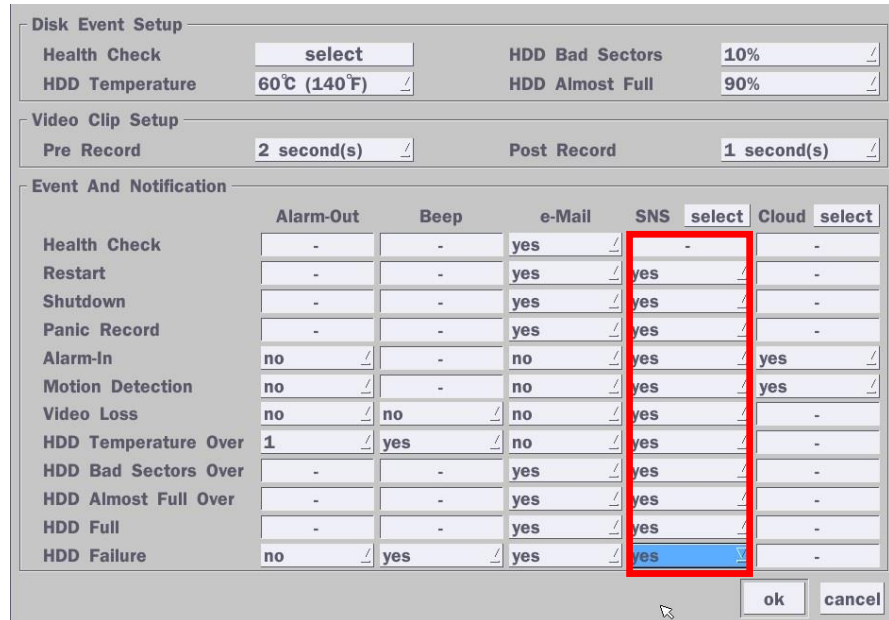 Disk Event Setup
Health Check select HDD Bad Sectors 10%
HDD Temperature 60℃ (140℉) HDD Almost Full 90%
Video Clip Setup
Pre Record 2 second(s) Post Record 1 second(s)
Event And Notification
Alarm-Out Beep e-Mail SNS select Cloud select
Health Check - - yes - -
Restart - - yes yes -
Shutdown - - yes yes -
Panic Record - - yes yes -
Alarm-In no - no yes yes
Motion Detection no - no yes yes
Video Loss no no no yes -
HDD Temperature Over 1 yes no yes -
HDD Bad Sectors Over - - yes yes -
HDD Almost Full Over - - yes yes -
HDD Full - - yes yes -
HDD Failure no yes yes yes -
ok cancel